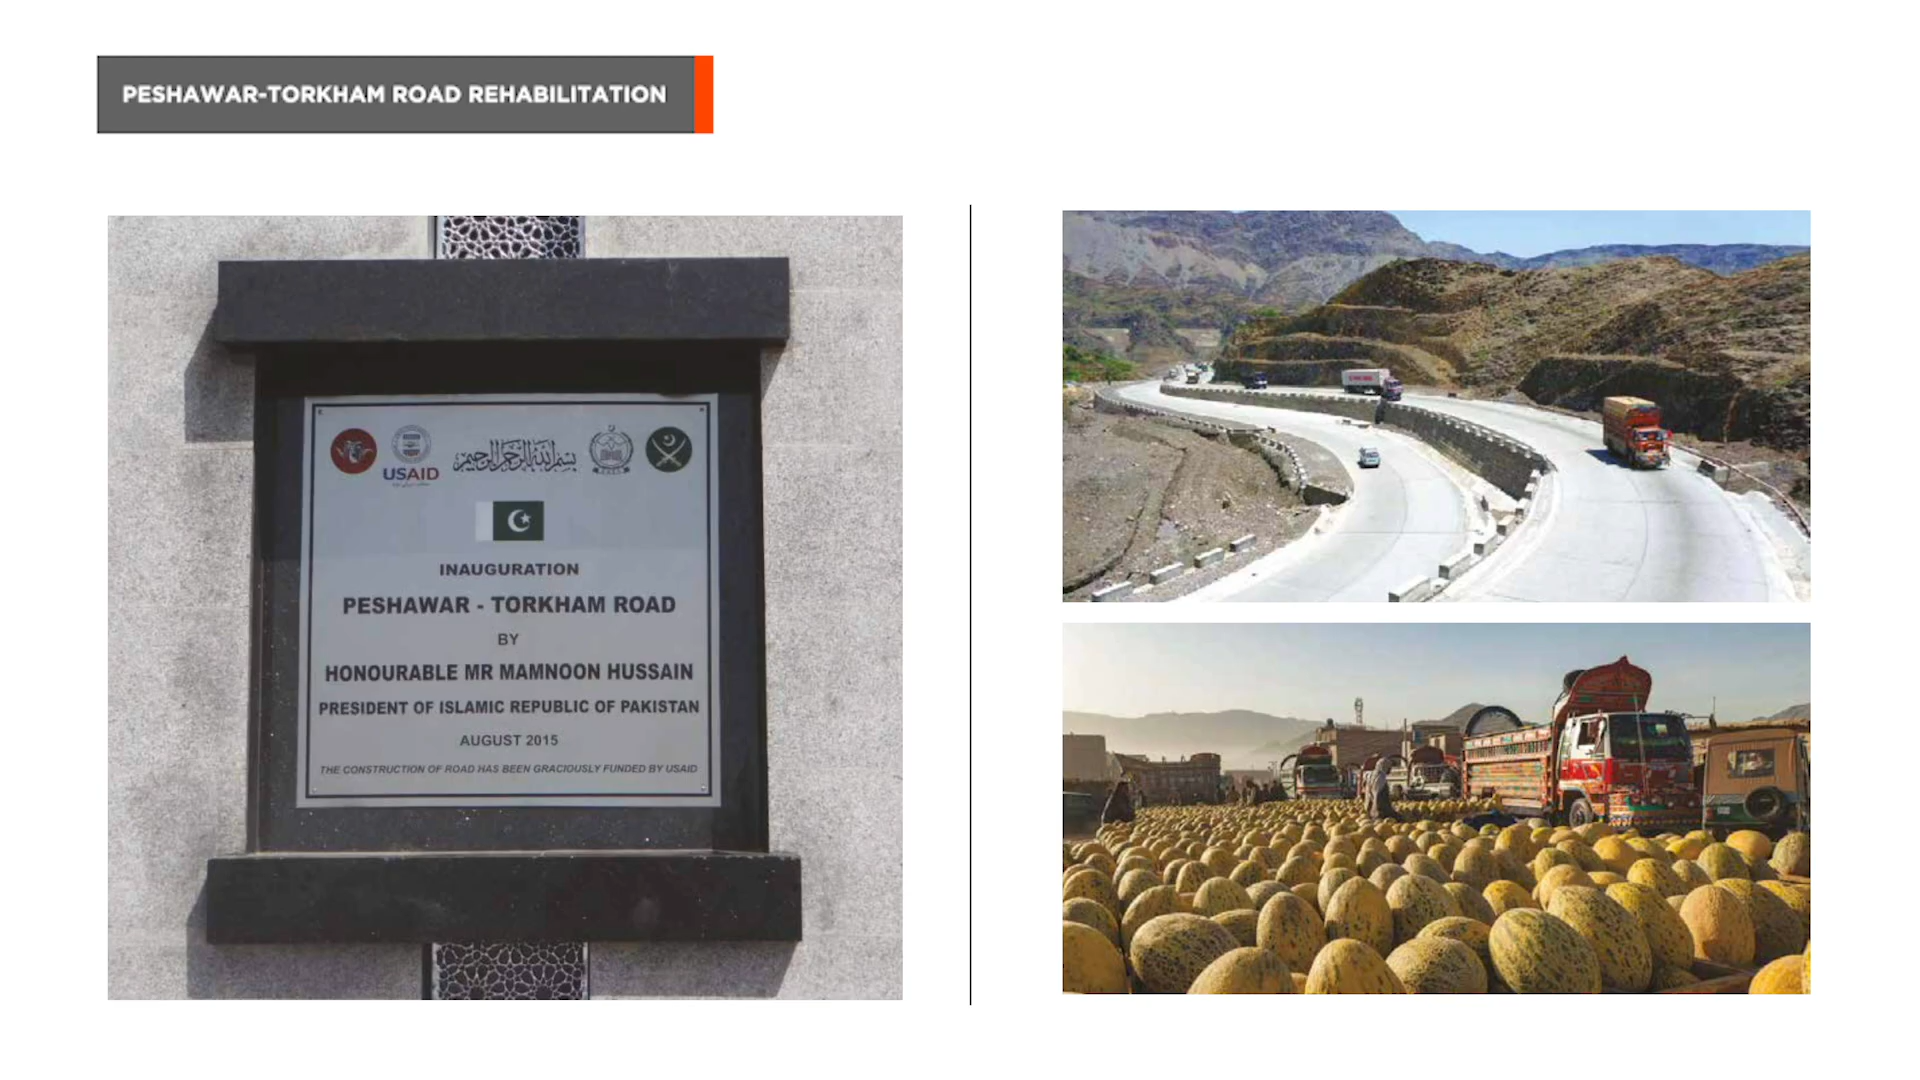 PESHAWAR-TORKHAM ROAD REHABILITATION
USAID
بسم الله الرحمن الرحيم
INAUGURATION
PESHAWAR - TORKHAM ROAD
BY
HONOURABLE MR MAMNOON HUSSAIN
PRESIDENT OF ISLAMIC REPUBLIC OF PAKISTAN
AUGUST 2015
THE CONSTRUCTION OF ROAD HAS BEEN GRACIOUSLY FUNDED BY USAID